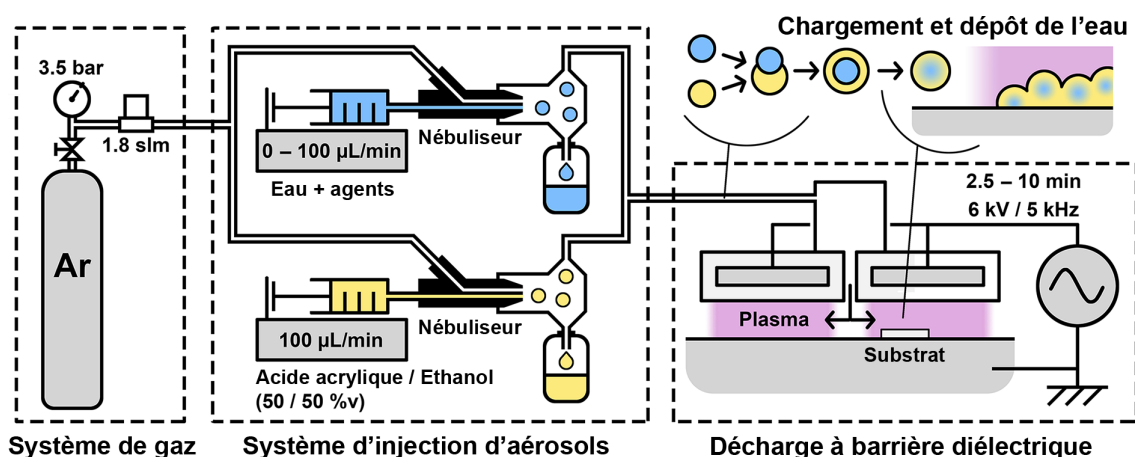 Chargement et dépôt de l'eau
3.5 bar
1.8 slm
Ar
Système de gaz
Nébuliseur
0 – 100 µL/min
Eau + agents
Nébuliseur
100 µL/min
Acide acrylique / Ethanol
(50 / 50 %v)
Système d'injection d'aérosols
2.5 – 10 min
6 kV / 5 kHz
Plasma
Substrat
Décharge à barrière diélectrique